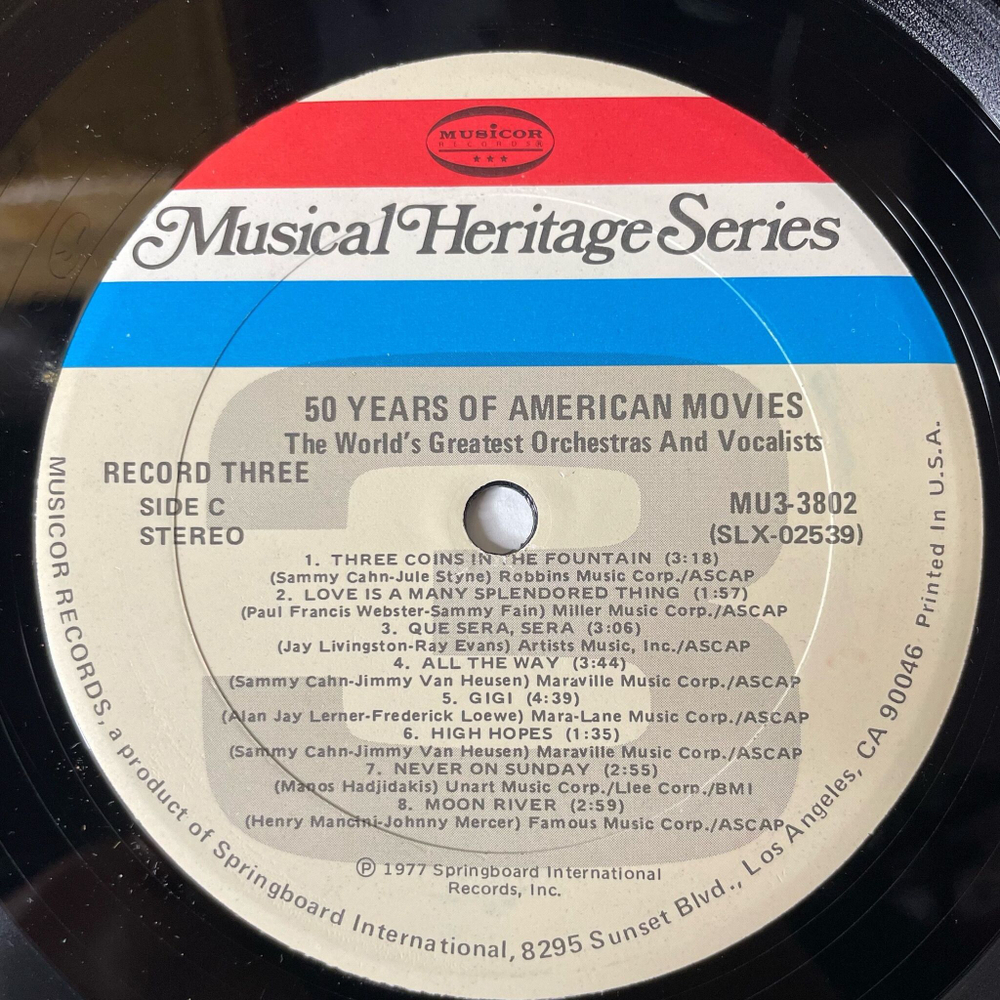 MUSICOR
RECORDS®
Musical Heritage Series
50 YEARS OF AMERICAN MOVIES
The World's Greatest Orchestras And Vocalists
RECORD THREE
SIDE C
STEREO
MU3-3802
(SLX-02539)
1. THREE COINS IN HE FOUNTAIN (3:18)
(Sammy Cahn-Jule Styne) Robbins Music Corp./ASCAP
2. LOVE IS A MANY SPLENDORED THING (1:57)
(Paul Francis Webster-Sammy Fain) Miller Music Corp./ASCAP
3. QUE SERA, SERA (3:06)
(Jay Livingston-Ray Evans) Artists Music, Inc./ASCAP
4. ALL THE WAY (3:44)
(Sammy Cahn-Jimmy Van Heusen) Maraville Music Corp./ASCAP
5. GIGI (4:39)
(Alan Jay Lerner-Frederick Loewe) Mara-Lane Music Corp./ASCAP
6. HIGH HOPES (1:35)
(Sammy Cahn-Jimmy Van Heusen) Maraville Music Corp./ASCAP
7. NEVER ON SUNDAY (2:55)
(Manos Hadjidakis) Unart Music Corp./Llee Corp./BMI
8. MOON RIVER (2:59)
(Henry Mancini-Johnny Mercer) Famous Music Corp./ASCAP
℗ 1977 Springboard International
Records, Inc.
MUSICOR RECORDS, a product of Springboard International, 8295 Sunset Blvd., Los Angeles, CA 90046 Printed In U.S.A.
3